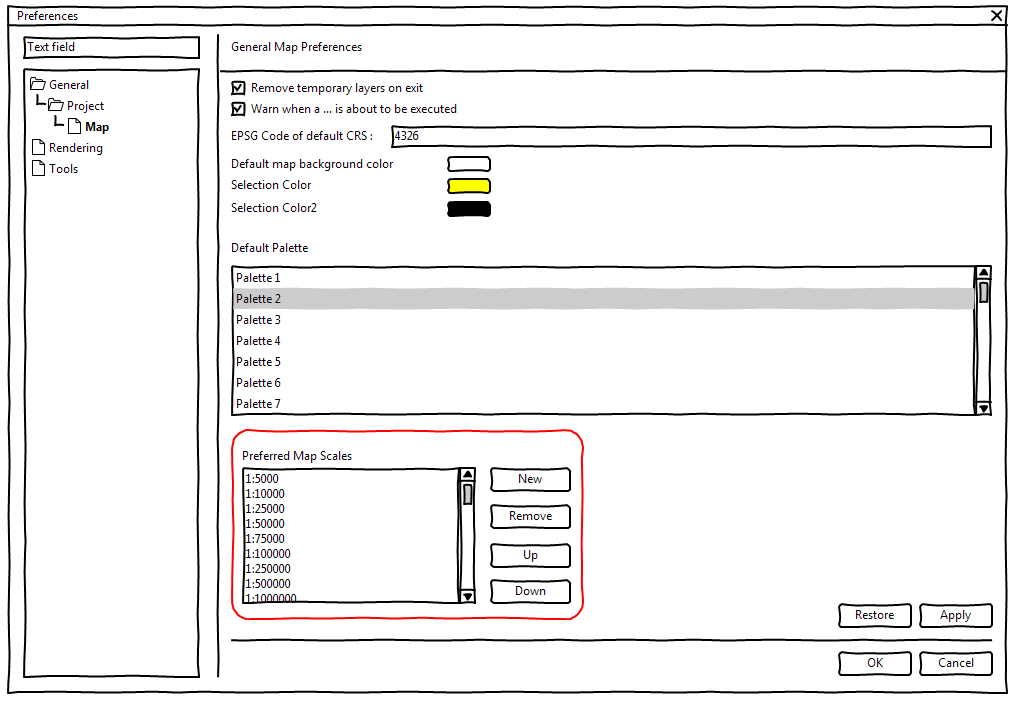 Preferences
Text field
General
Project
Map
Rendering
Tools
General Map Preferences
Remove temporary layers on exit
Warn when a ... is about to be executed
EPSG Code of default CRS : 4326
Default map background color
Selection Color
Selection Color2
Default Palette
Palette 1
Palette 2
Palette 3
Palette 4
Palette 5
Palette 6
Palette 7
Preferred Map Scales
1:5000
1:10000
1:25000
1:50000
1:75000
1:100000
1:250000
1:500000
1:1000000
New
Remove
Up
Down
Restore Apply
OK Cancel